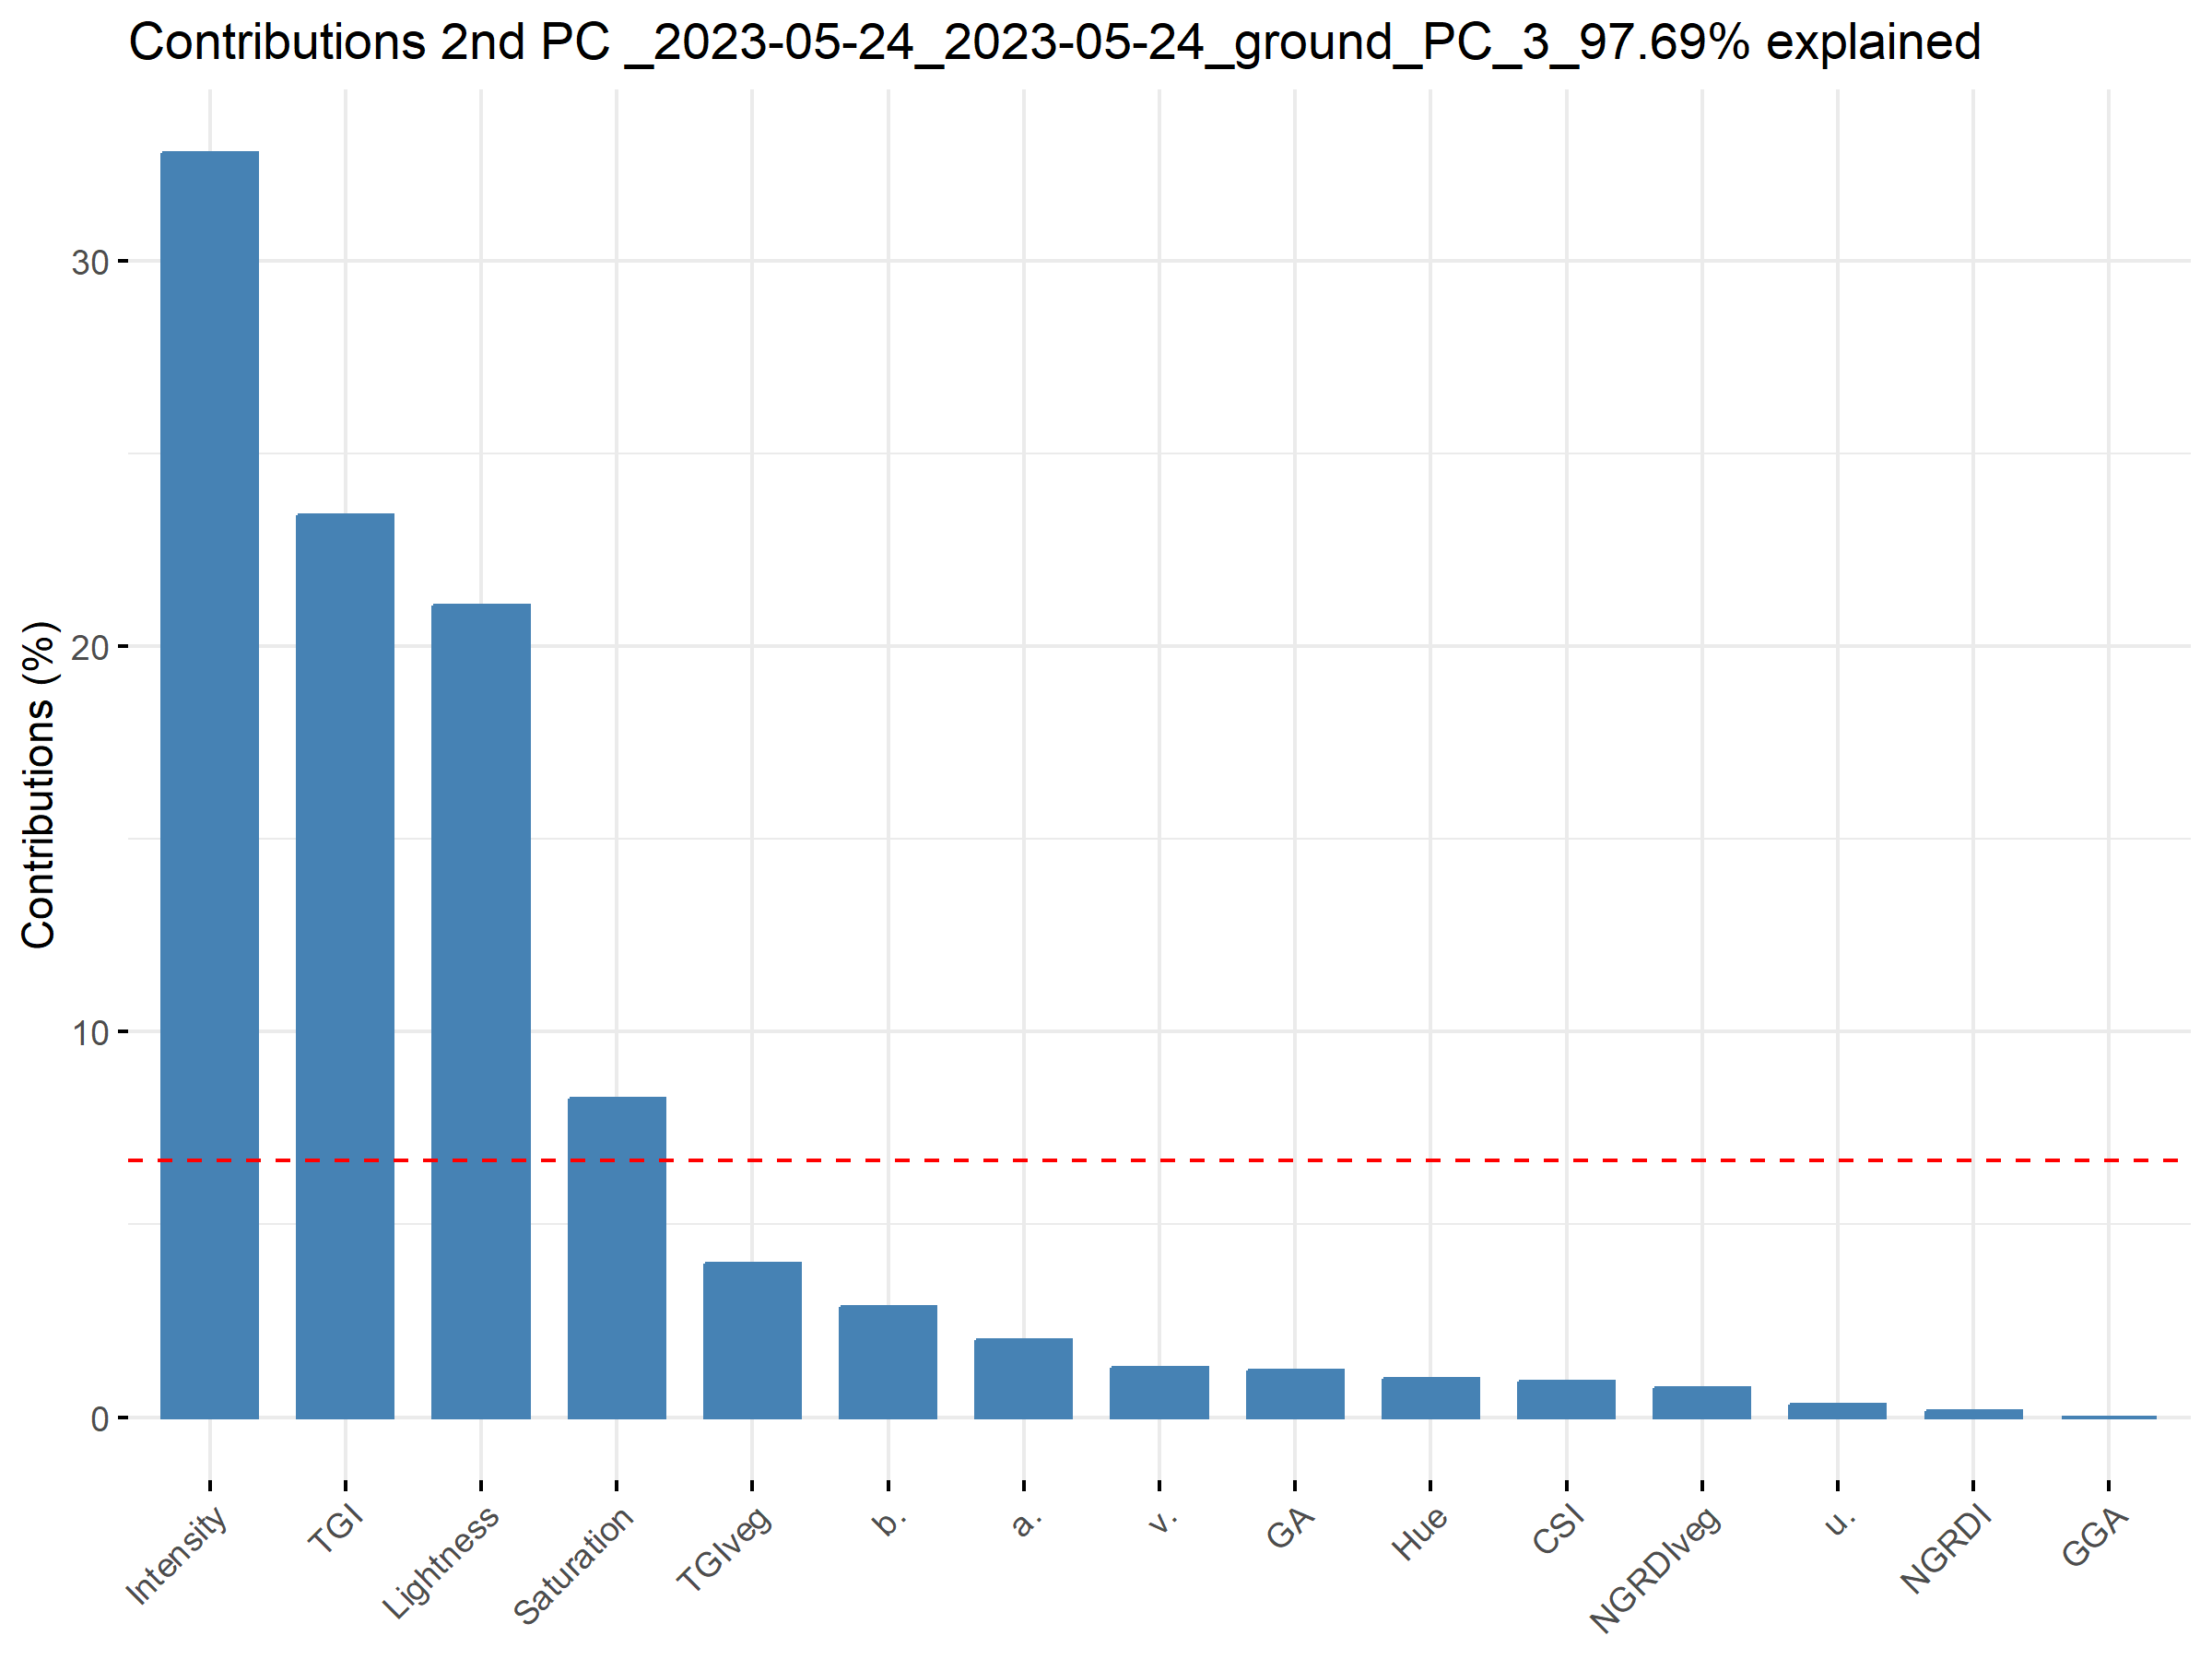 Contributions 2nd PC _2023-05-24_2023-05-24_ground_PC_3_97.69% explained
Contributions (%)
30
20
10
0
Intensity
TGI
Lightness
Saturation
TGIveg
b.
a.
v.
GA
Hue
CSI
NGRDIveg
u.
NGRDI
GGA